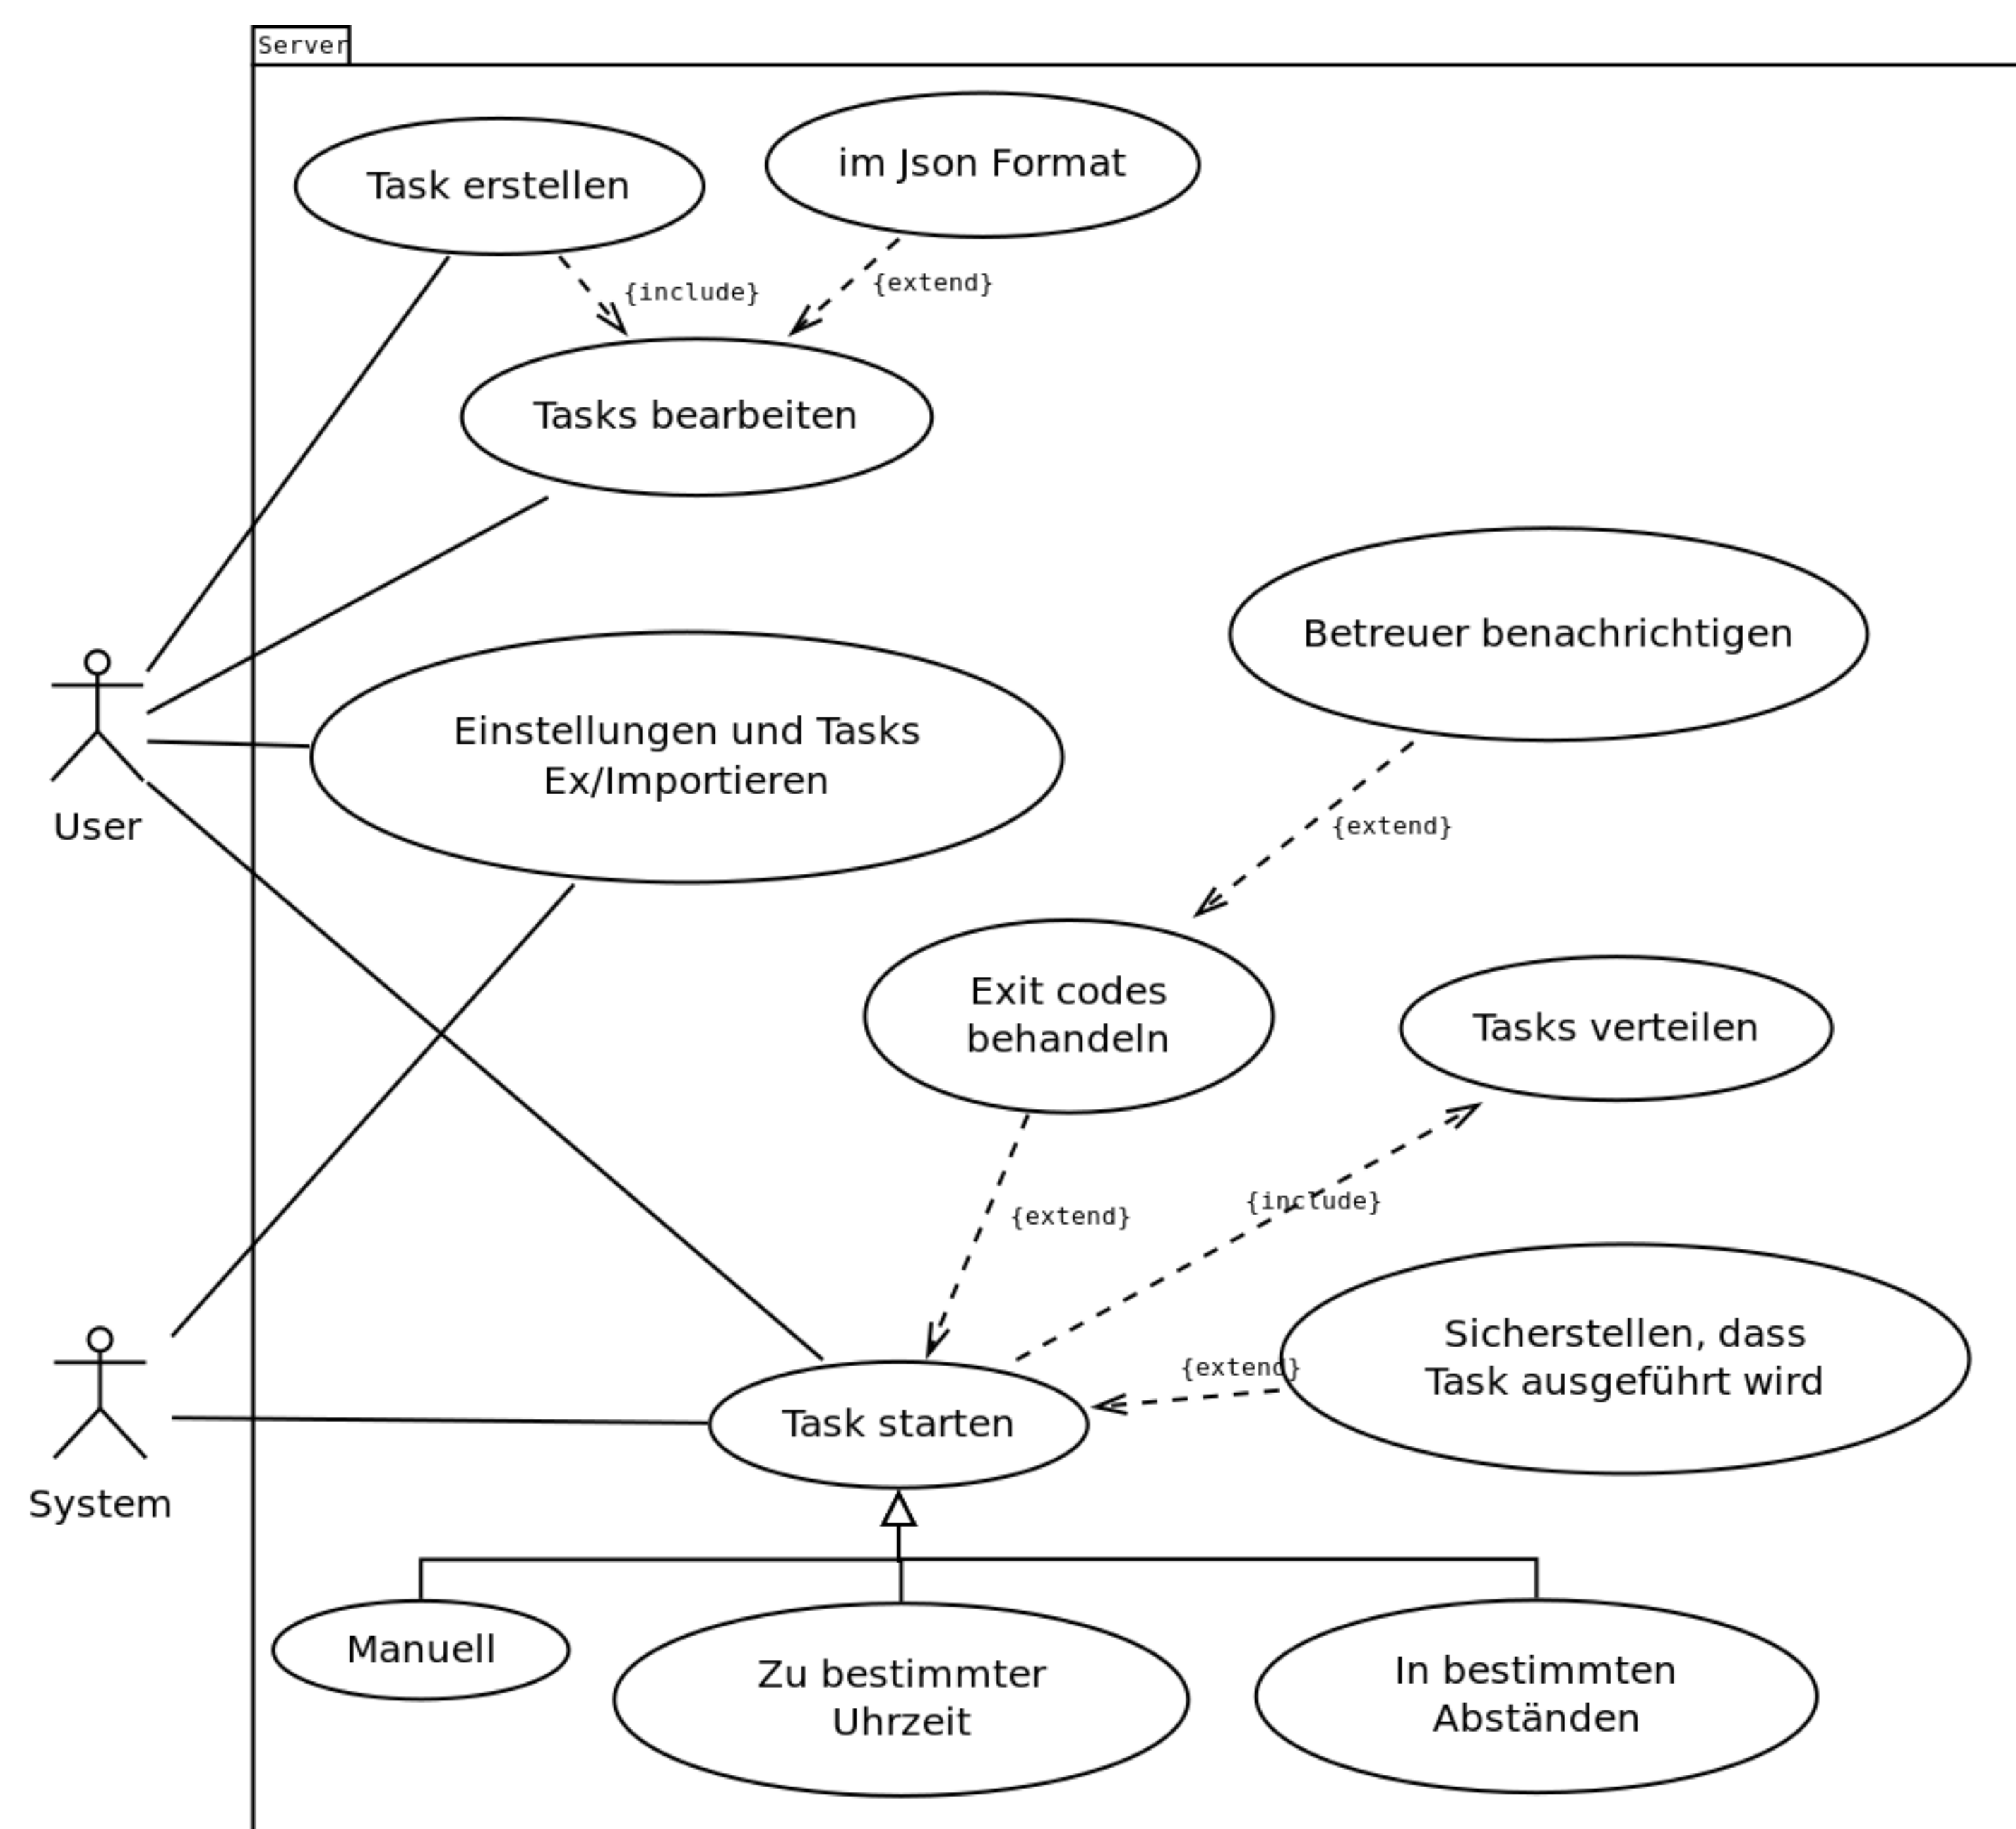 Server
Task erstellen
im Json Format
{include}
{extend}
Tasks bearbeiten
Betreuer benachrichtigen
Einstellungen und Tasks
Ex/Importieren
User
{extend}
Exit codes
behandeln
Tasks verteilen
{extend}
{include}
Sicherstellen, dass
Task ausgeführt wird
{extend}
Task starten
System
Manuell
Zu bestimmter
Uhrzeit
In bestimmten
Abständen